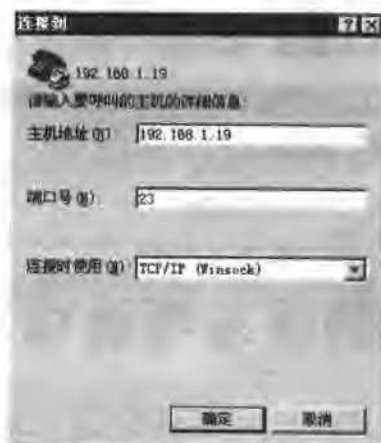 连接到
192.168.1.19
请输入要呼叫的主机的详细信息:
主机地址(H): 192.168.1.19
端口号(M): 23
连接时使用(N): TCP/IP (Winsock)
确定 取消